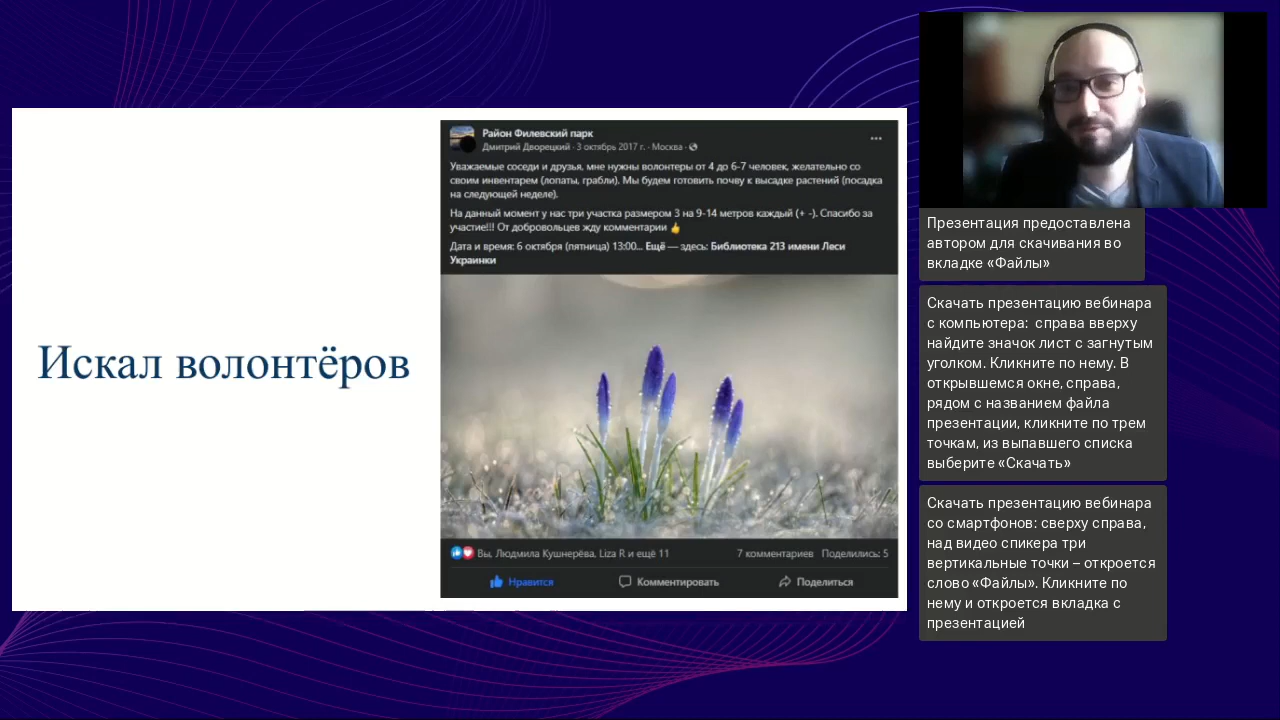 Искал волонтёров
Район Филевский парк
Дмитрий Дворецкий · 3 октябрь 2017 г. · Москва ·
Уважаемые соседи и друзья, мне нужны волонтеры от 4 до 6-7 человек, желательно со
своим инвентарем (лопаты, грабли). Мы будем готовить почву к высадке растений (посадка
на следующей неделе).
На данный момент у нас три участка размером 3 на 9-14 метров каждый (+ -). Спасибо за
участие!!! От добровольцев жду комментарии 👍
Дата и время: 6 октября (пятница) 13:00... Ещё — здесь: Библиотека 213 имени Леси
Украинки
Вы, Людмила Кушнерёва, Liza R и ещё 11
7 комментариев Поделились: 5
Нравится
Комментировать
Поделиться
Презентация предоставлена
автором для скачивания во
вкладке «Файлы»
Скачать презентацию вебинара
с компьютера: справа вверху
найдите значок лист с загнутым
уголком. Кликните по нему. В
открывшемся окне, справа,
рядом с названием файла
презентации, кликните по трем
точкам, из выпавшего списка
выберите «Скачать»
Скачать презентацию вебинара
со смартфонов: сверху справа,
над видео спикера три
вертикальные точки – откроется
слово «Файлы». Кликните по
нему и откроется вкладка с
презентацией